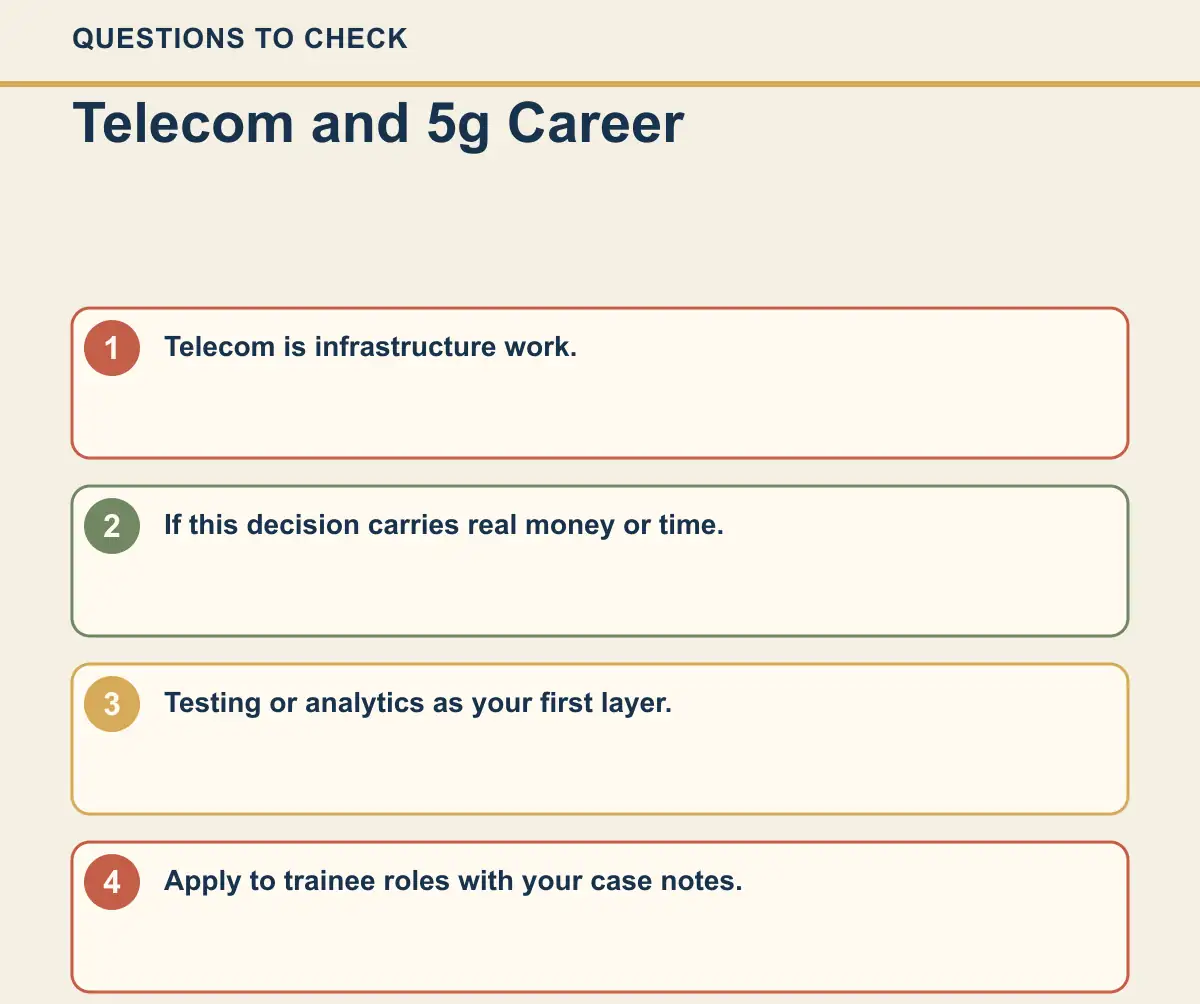 QUESTIONS TO CHECK
Telecom and 5g Career
1 Telecom is infrastructure work.
2 If this decision carries real money or time.
3 Testing or analytics as your first layer.
4 Apply to trainee roles with your case notes.